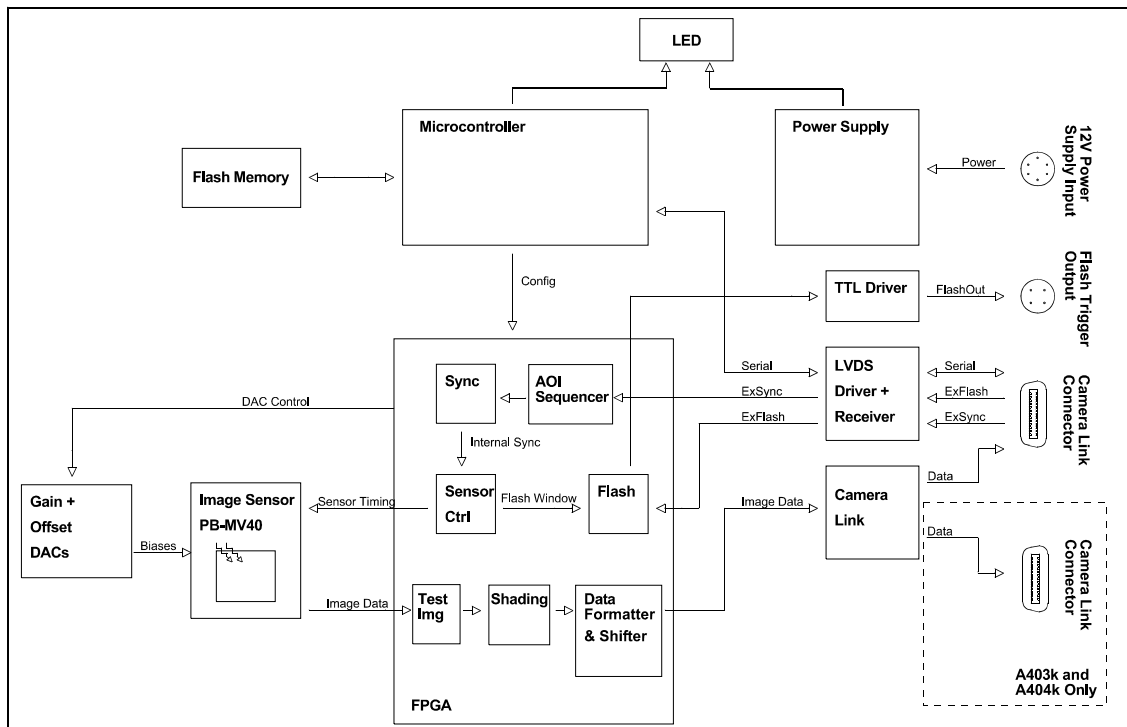 LED
Microcontroller
Power Supply
12V Power
Supply Input
Power
Flash Memory
Config
TTL Driver
FlashOut
Flash Trigger
Output
Sync
AOI
Sequencer
Serial
ExSync
ExFlash
LVDS
Driver +
Receiver
Serial
ExFlash
ExSync
Camera Link
Connector
DAC Control
Internal Sync
Gain +
Offset
DACs
Biases
Image Sensor
PB-MV40
Sensor Timing
Sensor
Ctrl
Flash Window
Flash
Image Data
Camera
Link
Data
Data
Camera Link
Connector
Image Data
Test
Img
Shading
Data
Formatter
& Shifter
FPGA
A403k and
A404k Only